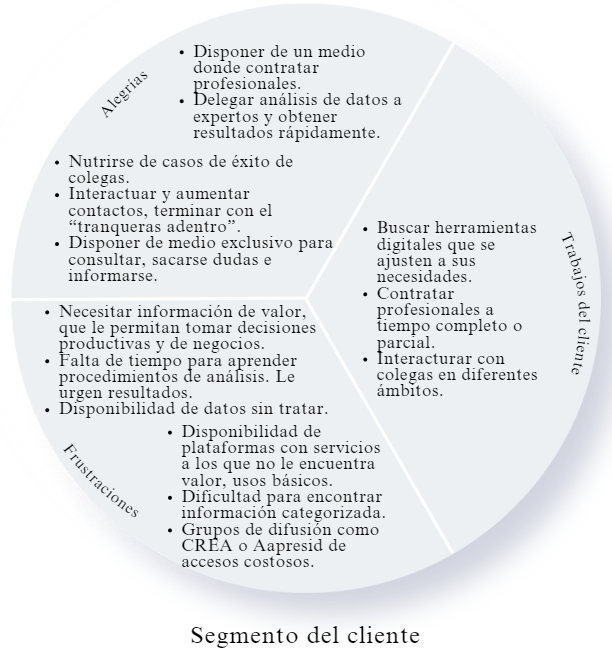 Alegrías
• Disponer de un medio
donde contratar
profesionales.
• Delegar análisis de datos a
expertos y obtener
resultados rápidamente.
• Nutrirse de casos de éxito de
colegas.
• Interactuar y aumentar
contactos, terminar con el
“tranqueras adentro”.
• Disponer de medio exclusivo para
consultar, sacarse dudas e
informarse.
Trabajos del cliente
• Buscar herramientas
digitales que se
ajusten a sus
necesidades.
• Contratar
profesionales a
tiempo completo o
parcial.
• Interacturar con
colegas en diferentes
ámbitos.
Frustraciones
• Necesitar información de valor,
que le permitan tomar decisiones
productivas y de negocios.
• Falta de tiempo para aprender
procedimientos de análisis. Le
urgen resultados.
• Disponibilidad de datos sin tratar.
• Disponibilidad de
plataformas con servicios
a los que no le encuentra
valor, usos básicos.
• Dificultad para encontrar
información categorizada.
• Grupos de difusión como
CREA o Aapresid de
accesos costosos.
Segmento del cliente